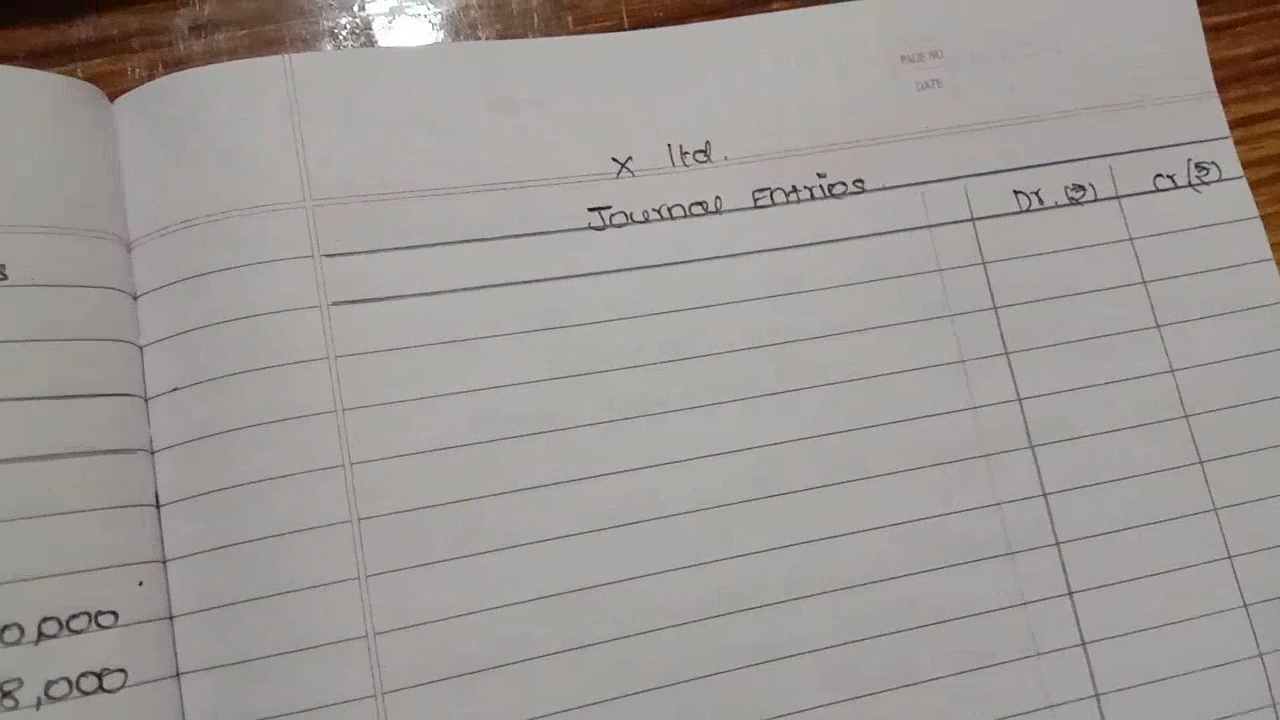 PAGE NO
DATE
X ltd.
Journal Entries
Dr. (₹)
Cr (₹)
s
0,000
8,000